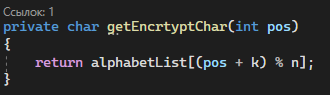 Ссылок: 1
private char getEncrtyptChar(int pos)
{
return alphabetList[(pos + k) % n];
}